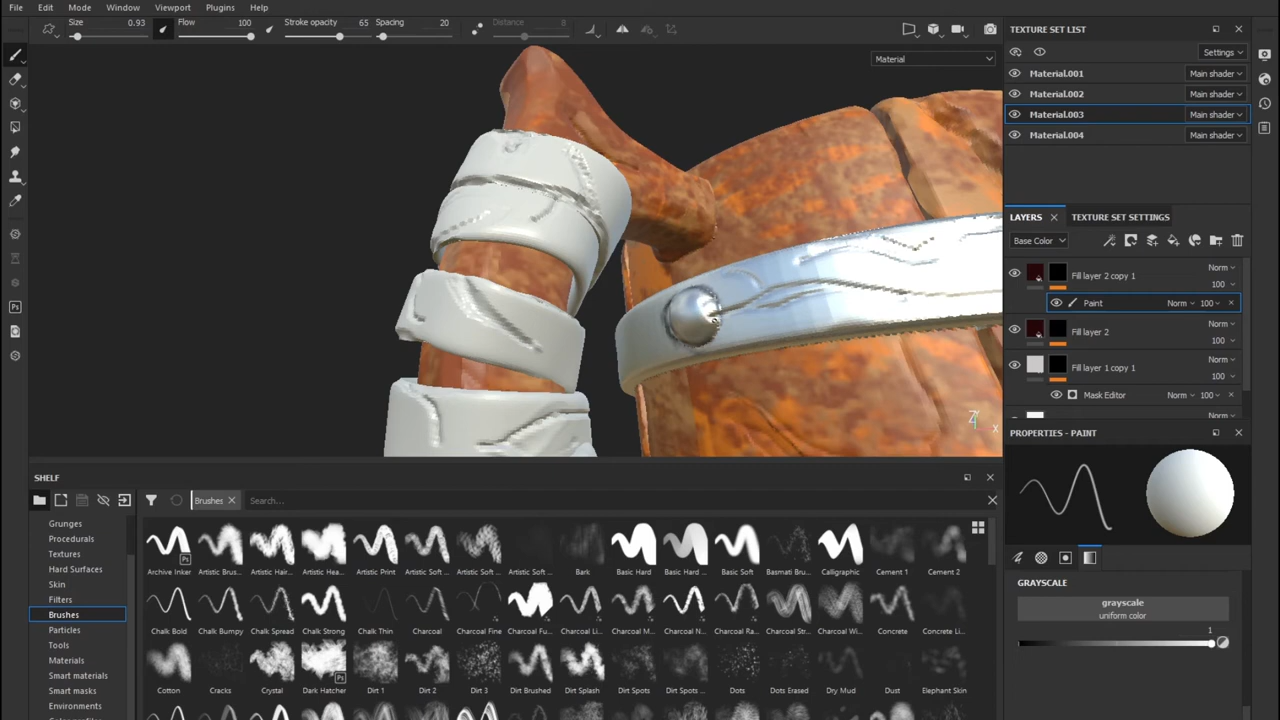 File Edit Mode Window Viewport Plugins Help
Size 0.93 Flow 100 Stroke opacity 65 Spacing 20 Distance 8
Material
TEXTURE SET LIST
Settings
Material.001 Main shader
Material.002 Main shader
Material.003 Main shader
Material.004 Main shader
LAYERS TEXTURE SET SETTINGS
Base Color
Fill layer 2 copy 1 Norm 100
Paint Norm 100
Fill layer 2 Norm 100
Fill layer 1 copy 1 Norm 100
Mask Editor Norm 100
Norm
PROPERTIES - PAINT
GRAYSCALE
grayscale
uniform color
1
Z
X
SHELF
Brushes Search...
Grunges
Procedurals
Textures
Hard Surfaces
Skin
Filters
Brushes
Particles
Tools
Materials
Smart materials
Smart masks
Environments
Ps
Archive Inker Artistic Brus... Artistic Hair... Artistic Hea... Artistic Print Artistic Soft ... Artistic Soft ... Artistic Soft ... Bark Basic Hard Basic Hard ... Basic Soft Basmati Bru... Calligraphic Cement 1 Cement 2
Chalk Bold Chalk Bumpy Chalk Spread Chalk Strong Chalk Thin Charcoal Charcoal Fine Charcoal Fu... Charcoal Li... Charcoal M... Charcoal N... Charcoal Ra... Charcoal Str... Charcoal Wi... Concrete Concrete Li...
Cotton Cracks Crystal Dark Hatcher Dirt 1 Dirt 2 Dirt 3 Dirt Brushed Dirt Splash Dirt Spots Dirt Spots ... Dots Dots Erased Dry Mud Dust Elephant Skin